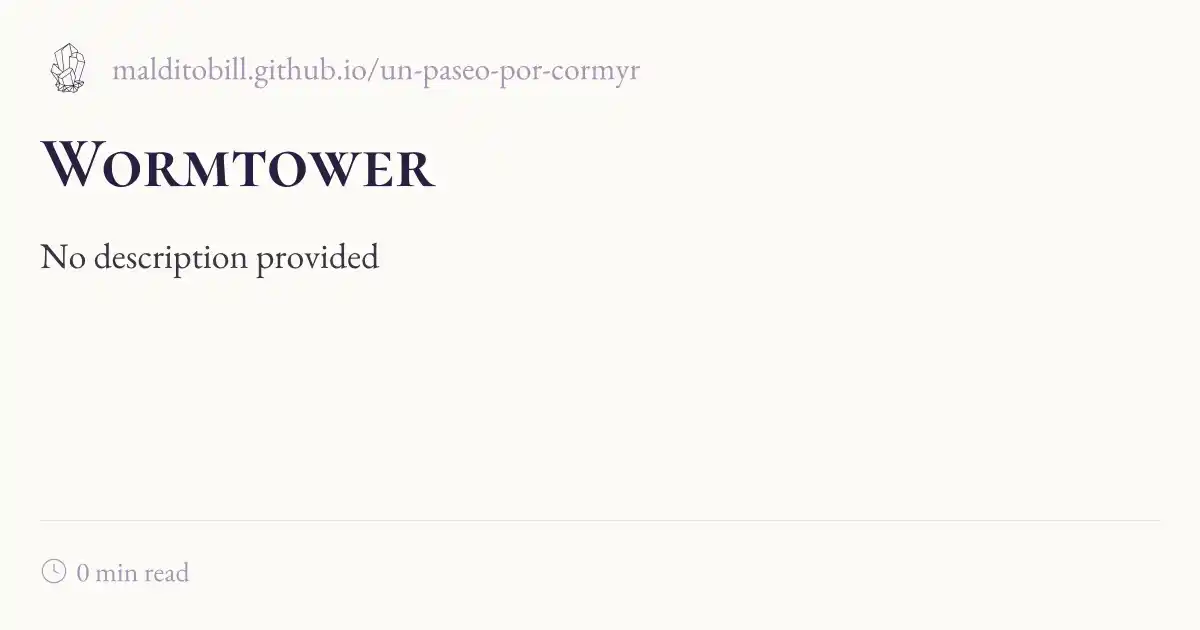 malditobill.github.io/un-paseo-por-cormyr
Wormtower
No description provided
0 min read